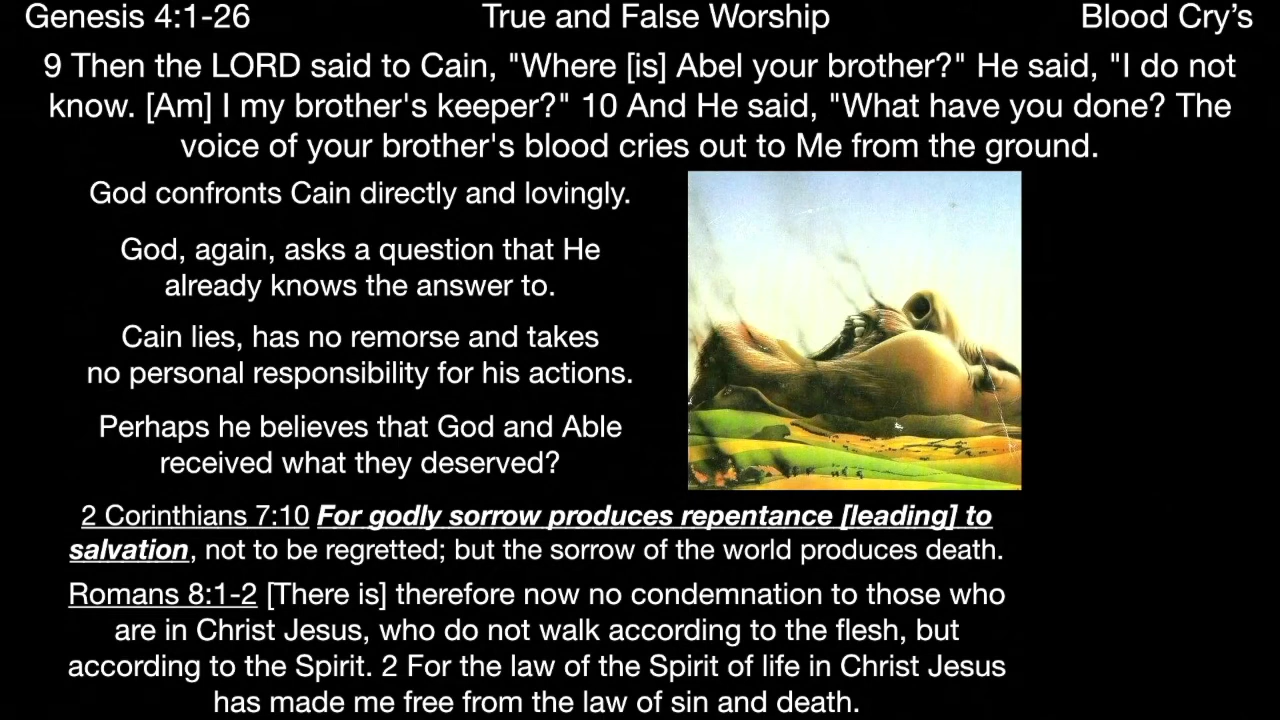 Genesis 4:1-26 True and False Worship Blood Cry’s
9 Then the LORD said to Cain, "Where [is] Abel your brother?" He said, "I do not
know. [Am] I my brother's keeper?" 10 And He said, "What have you done? The
voice of your brother's blood cries out to Me from the ground.
God confronts Cain directly and lovingly.
God, again, asks a question that He
already knows the answer to.
Cain lies, has no remorse and takes
no personal responsibility for his actions.
Perhaps he believes that God and Able
received what they deserved?
2 Corinthians 7:10 For godly sorrow produces repentance [leading] to
salvation, not to be regretted; but the sorrow of the world produces death.
Romans 8:1-2 [There is] therefore now no condemnation to those who
are in Christ Jesus, who do not walk according to the flesh, but
according to the Spirit. 2 For the law of the Spirit of life in Christ Jesus
has made me free from the law of sin and death.